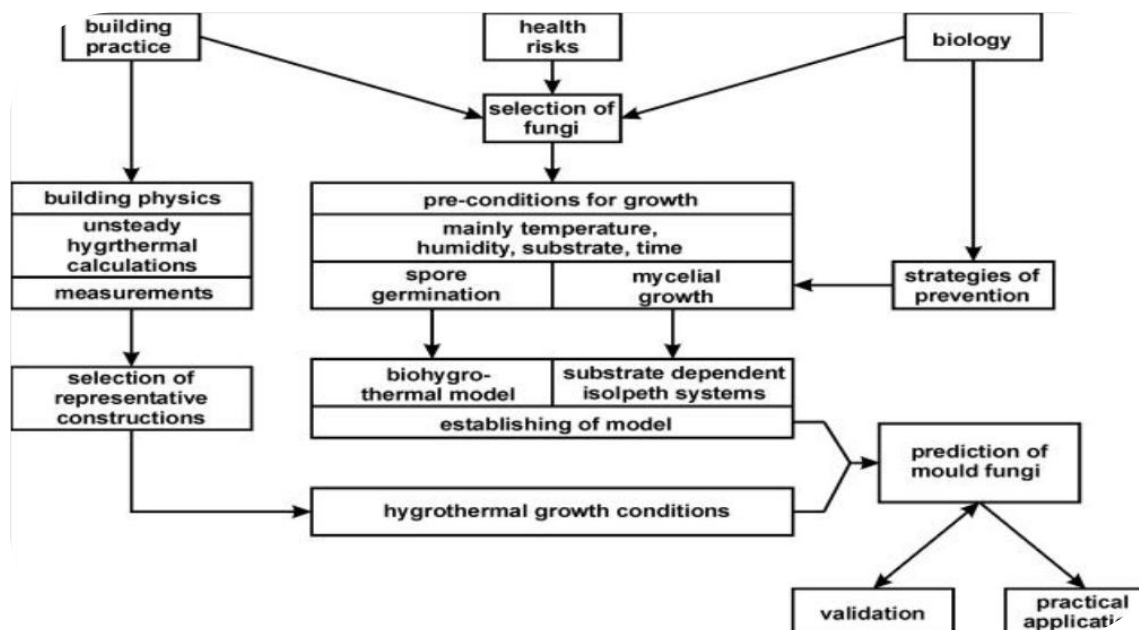 building
practice
health
risks
biology
selection of
fungi
building physics
unsteady
hygrthermal
calculations
measurements
pre-conditions for growth
mainly temperature,
humidity, substrate, time
spore
germination
mycelial
growth
strategies of
prevention
selection of
representative
constructions
biohygro-
thermal model
substrate dependent
isolpeth systems
establishing of model
prediction of
mould fungi
hygrothermal growth conditions
validation
practical
applicatio